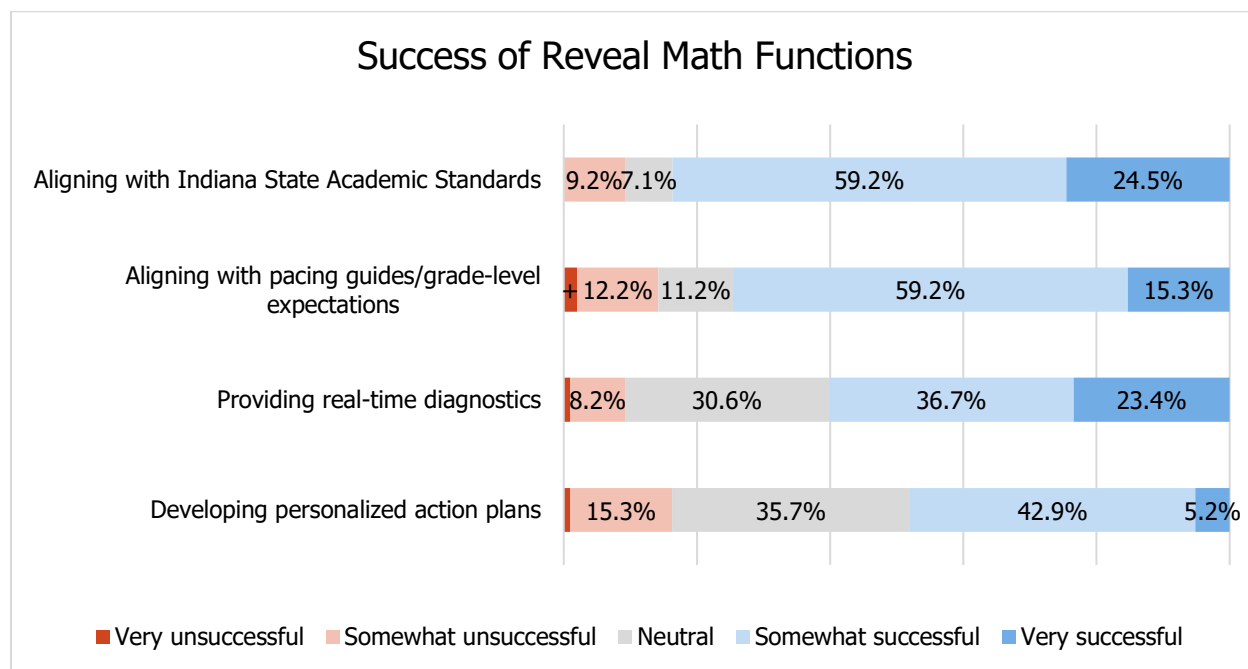 Success of Reveal Math Functions
Aligning with Indiana State Academic Standards
9.2% 7.1% 59.2% 24.5%
Aligning with pacing guides/grade-level
expectations
+ 12.2% 11.2% 59.2% 15.3%
Providing real-time diagnostics
8.2% 30.6% 36.7% 23.4%
Developing personalized action plans
15.3% 35.7% 42.9% 5.2%
Very unsuccessful Somewhat unsuccessful Neutral Somewhat successful Very successful